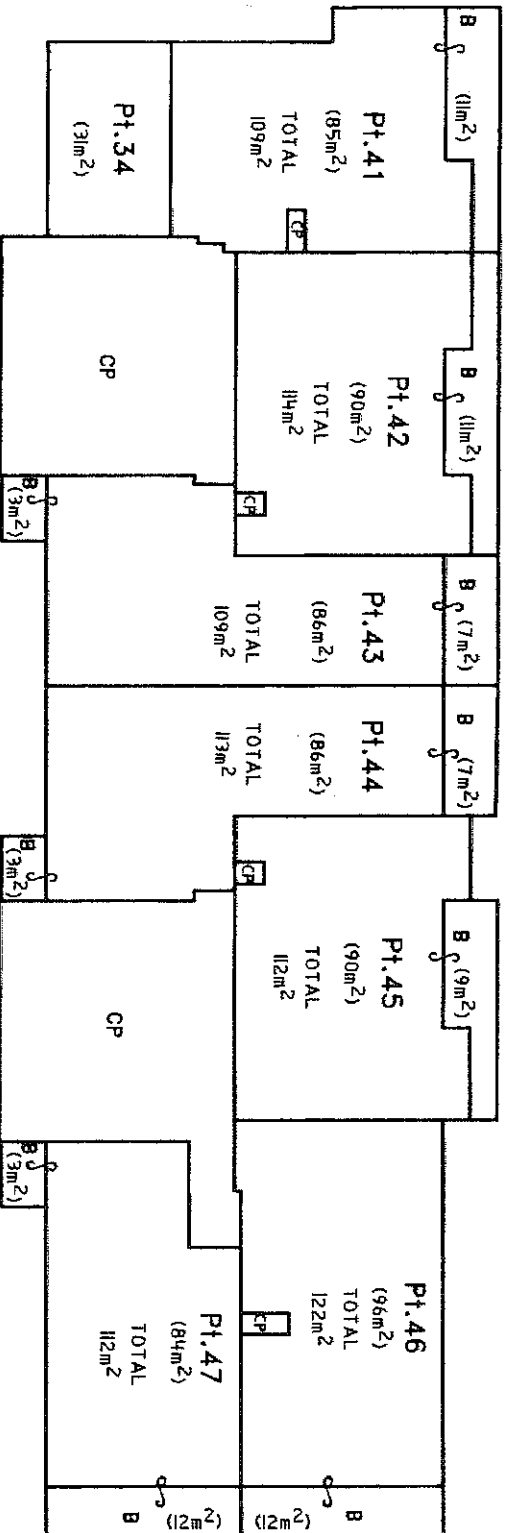 B
(11m²)
Pt.41
(85m²)
TOTAL
109m²
CP
Pt.34
(31m²)
CP
B
(11m²)
Pt.42
(90m²)
TOTAL
114m²
CP
B
(3m²)
B
(7m²)
Pt.43
(86m²)
TOTAL
109m²
B
(7m²)
Pt.44
(86m²)
TOTAL
113m²
B
(3m²)
B
(9m²)
Pt.45
(90m²)
TOTAL
112m²
CP
CP
B
(3m²)
Pt.46
(96m²)
TOTAL
122m²
CP
Pt.47
(84m²)
TOTAL
112m²
B
(12m²)
B
(12m²)